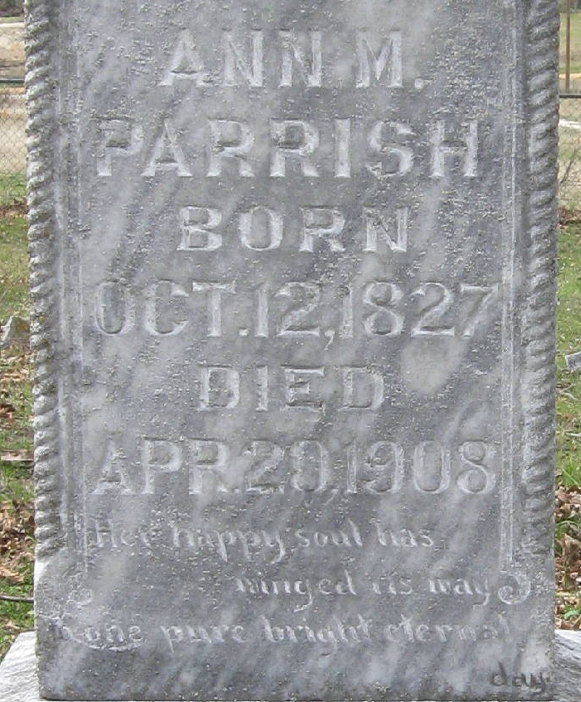 ANN M.
PARRISH
BORN
OCT. 12, 1827
DIED
APR. 20, 1908
Her happy soul has
winged its way
To one pure bright eternal
day.